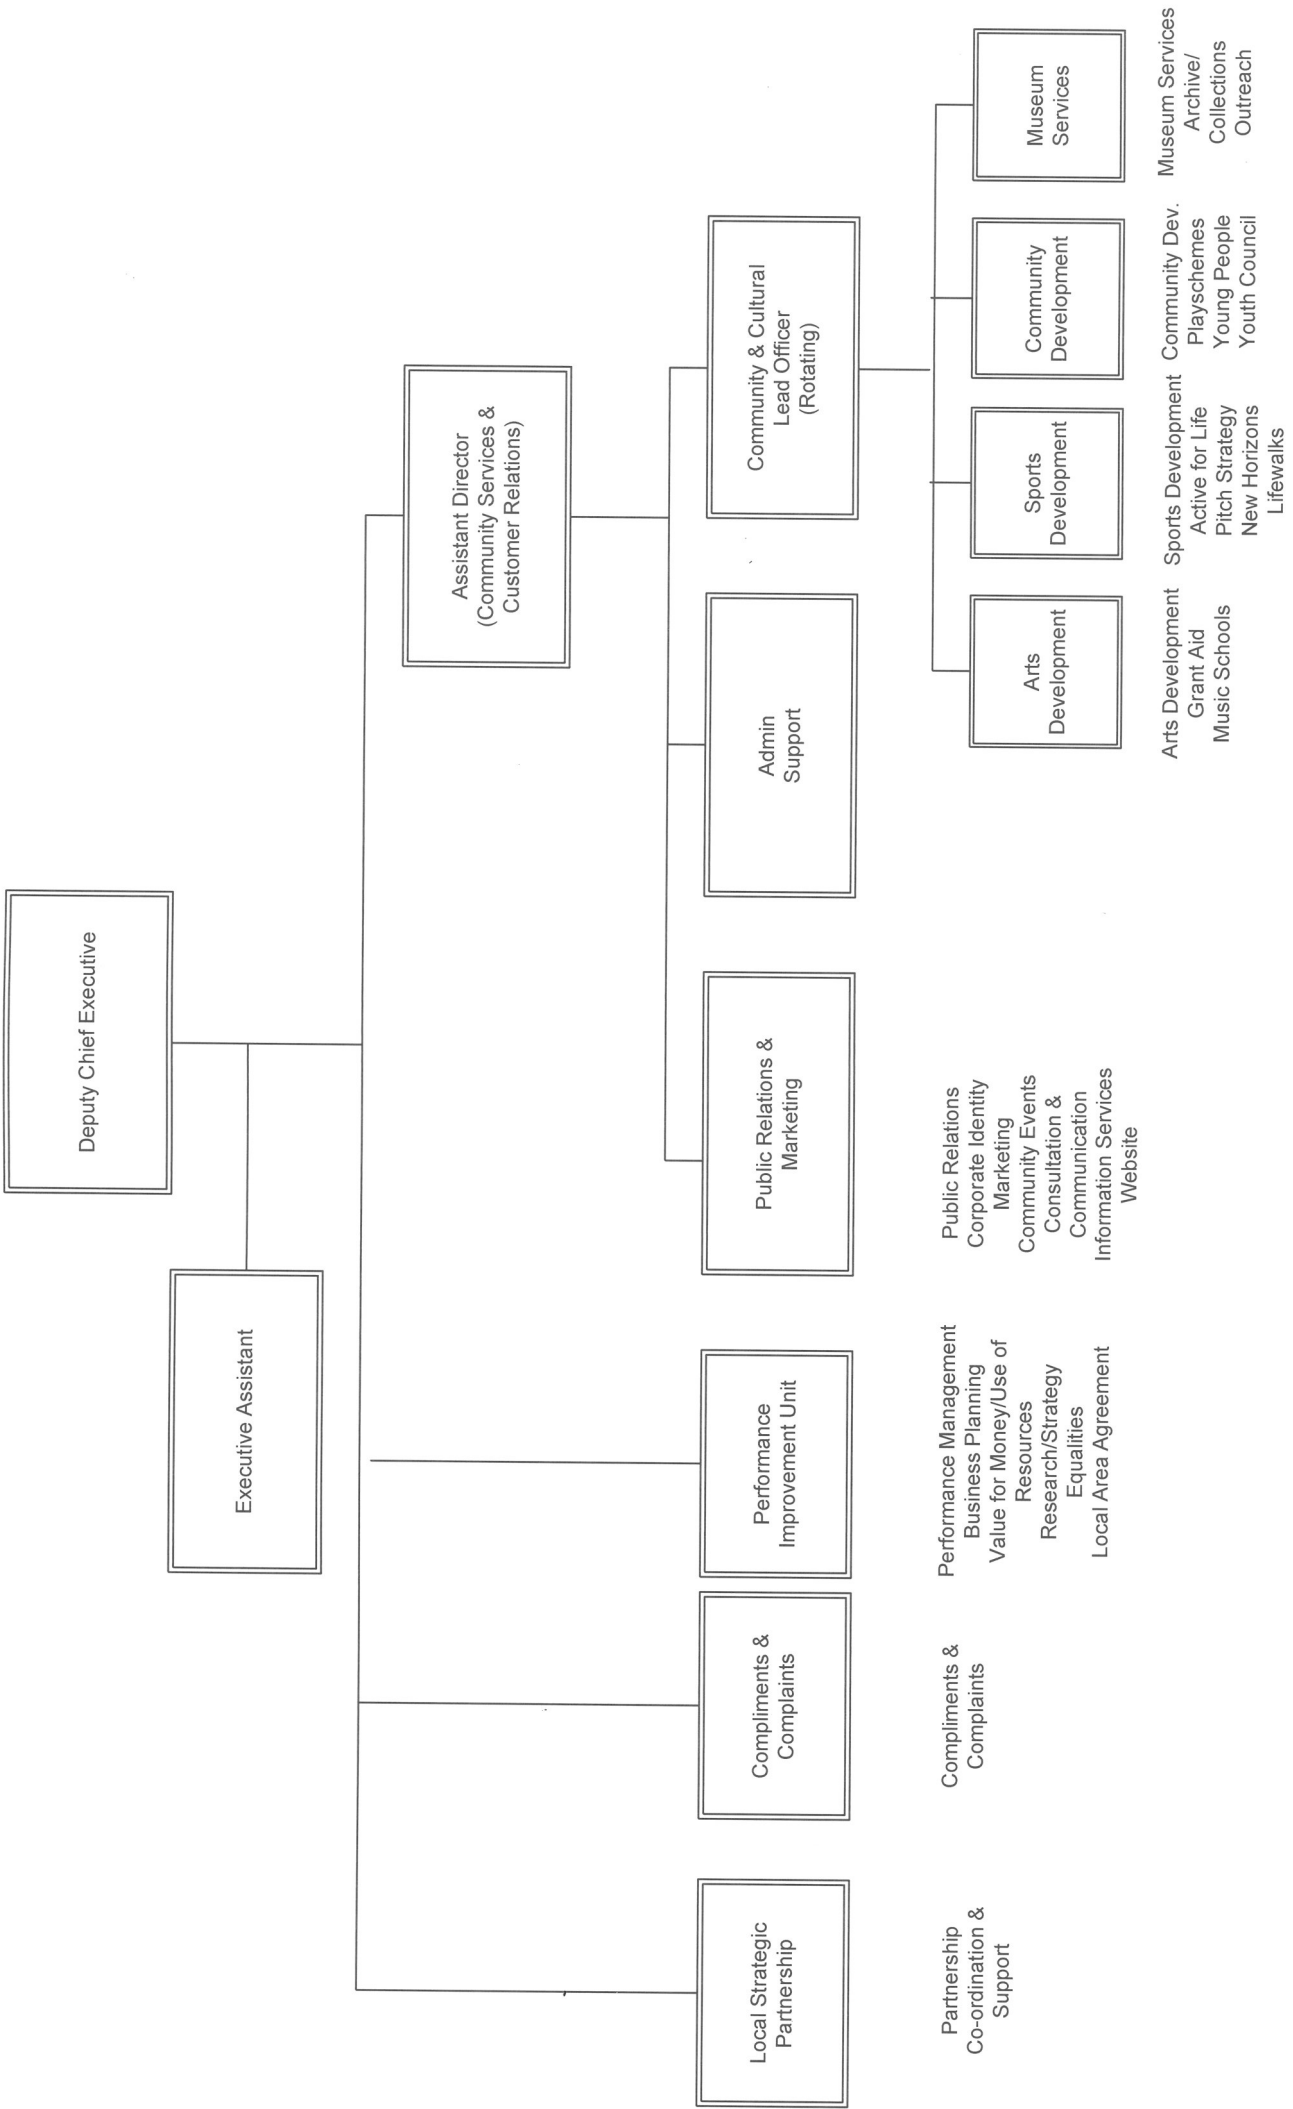 Deputy Chief Executive
Executive Assistant
Assistant Director
(Community Services &
Customer Relations)
Local Strategic
Partnership
Compliments &
Complaints
Performance
Improvement Unit
Public Relations &
Marketing
Admin
Support
Community & Cultural
Lead Officer
(Rotating)
Partnership
Co-ordination &
Support
Compliments &
Complaints
Performance Management
Business Planning
Value for Money/Use of
Resources
Research/Strategy
Equalities
Local Area Agreement
Public Relations
Corporate Identity
Marketing
Community Events
Consultation &
Communication
Information Services
Website
Arts
Development
Sports
Development
Community
Development
Museum
Services
Arts Development
Grant Aid
Music Schools
Sports Development
Active for Life
Pitch Strategy
New Horizons
Lifewalks
Community Dev.
Playschemes
Young People
Youth Council
Museum Services
Archive/
Collections
Outreach